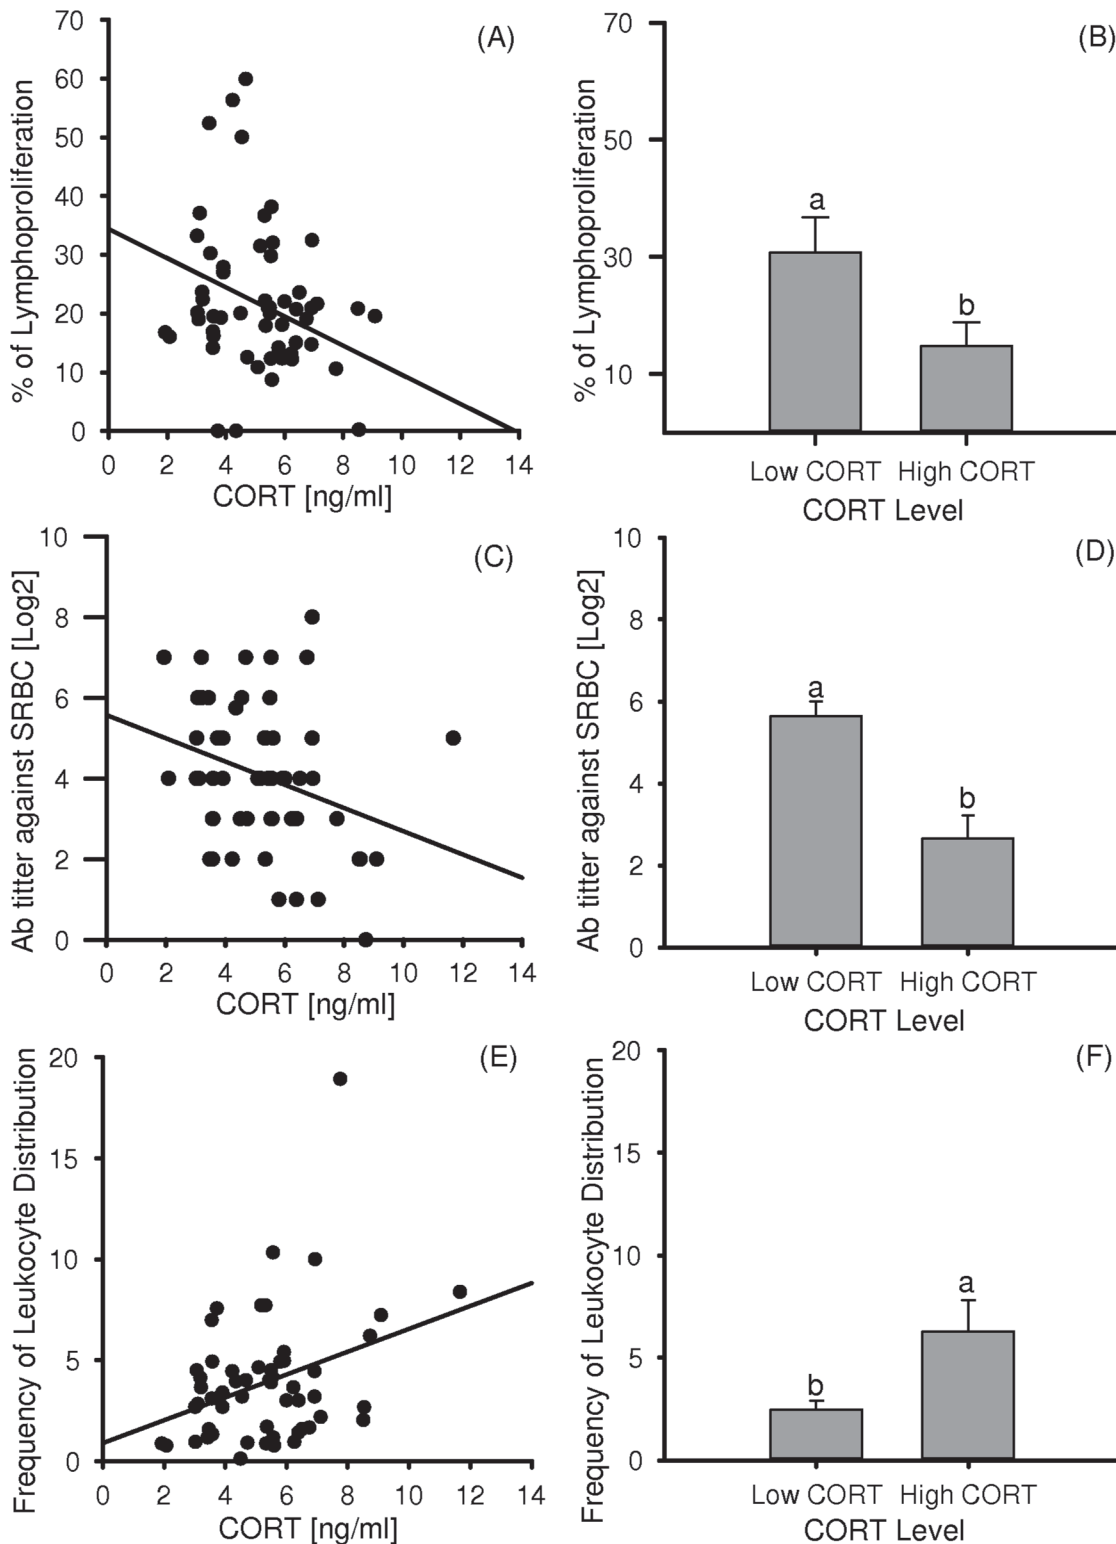 (A)
% of Lymphoproliferation
70
60
50
40
30
20
10
0
0 2 4 6 8 10 12 14
CORT [ng/ml]
(B)
% of Lymphoproliferation
70
50
30
10
a
b
Low CORT High CORT
CORT Level
(C)
Ab titter against SRBC [Log2]
10
8
6
4
2
0
0 2 4 6 8 10 12 14
CORT [ng/ml]
(D)
Ab titter against SRBC [Log2]
10
8
6
4
2
0
a
b
Low CORT High CORT
CORT Level
(E)
Frequency of Leukocyte Distribution
20
15
10
5
0
0 2 4 6 8 10 12 14
CORT [ng/ml]
(F)
Frequency of Leukocyte Distribution
20
15
10
5
0
b
a
Low CORT High CORT
CORT Level